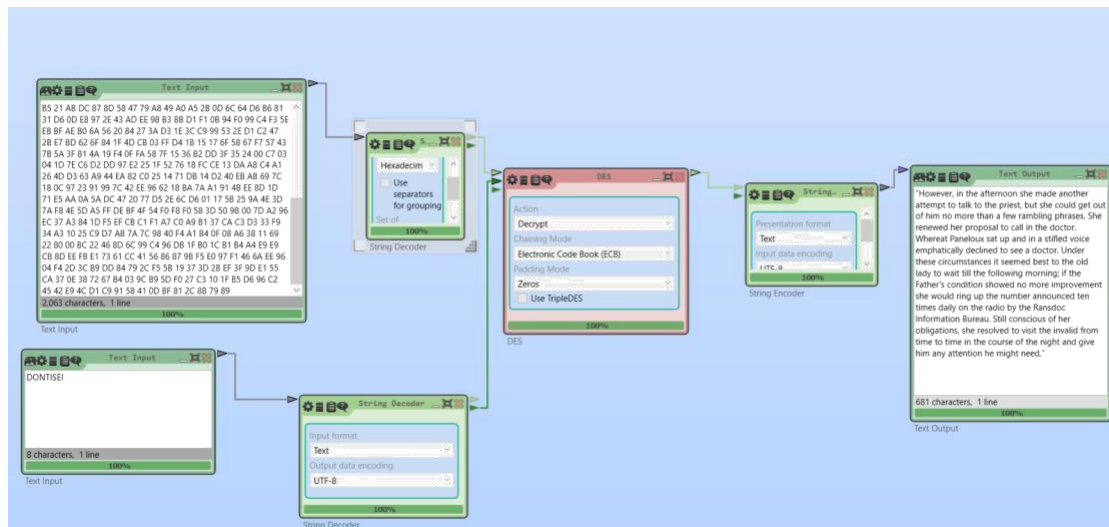 Text Input
B5 21 AB DC 87 8D 58 47 79 A8 49 A0 A5 2B 0D 6C 64 D6 B6 81
31 D6 0D E8 97 2E 43 AD EE 98 B3 BB D1 F1 0B 94 F0 99 C4 F3 5E
EB BF AE B0 6A 56 20 84 27 3A D3 1E 3C C9 99 53 2E D1 C2 47
2B E7 BD 62 6F 84 1F 4D CB 03 FF D4 1B 15 17 6F 58 67 F7 57 43
7B 5A 3F 81 4A 19 F4 0F FA 58 7F 15 36 82 DD 3F 35 24 00 C7 03
04 1D 7E C6 D2 DD 97 E2 25 1F 52 76 18 FC CE 13 DA A8 C4 A1
26 4D D3 63 A9 44 EA 82 C0 25 14 71 DB 14 D2 40 EB AB 69 7C
18 0C 97 23 91 99 7C 42 EE 96 62 18 BA 7A A1 91 4B EE 8D 1D
71 E5 AA 0A 5A DC 47 20 77 D5 2E 6C D6 01 17 5B 25 9A 4E 3D
7A F8 4E 5D A5 FF DE BF 4F 54 F0 F8 F0 58 3D 50 9B 00 7D A2 96
EC 37 A3 84 1D F5 EF CB C1 F1 A7 C0 A9 B1 37 CA C3 D3 33 F9
34 A3 10 25 C9 D7 AB 7A 7C 98 40 F4 A1 B4 0F 08 A6 3B 11 69
22 80 00 BC 22 46 8D 6C 99 C4 96 DB 1F B0 1C B1 B4 A4 E9 E9
CB 8D EE FB E1 73 61 CC 41 56 86 87 9B F5 E0 97 F1 46 6A EE 96
04 F4 2D 3C B9 DD 84 79 2C F5 5B 19 37 3D 2B EF 3F 9D E1 55
CA 37 0E 38 72 67 B4 03 9C B9 5D F0 27 C3 10 1F B5 D6 96 C2
45 42 E9 4C D1 C9 91 58 41 DD BF 81 2C 8B 79 89
2,063 characters, 1 line
100%
Text Input
Hexadecim
Use
separators
for grouping
Set of
100%
String Decoder
DES
Action
Decrypt
Chaining Mode
Electronic Code Book (ECB)
Padding Mode
Zeros
Use TripleDES
100%
DES
String...
Presentation format
Text
Input data encoding
UTF-8
100%
String Encoder
Text Output
"However, in the afternoon she made another
attempt to talk to the priest, but she could get out
of him no more than a few rambling phrases. She
renewed her proposal to call in the doctor.
Whereat Paneloux sat up and in a stifled voice
emphatically declined to see a doctor. Under
these circumstances it seemed best to the old
lady to wait till the following morning; if the
Father's condition showed no more improvement
she would ring up the number announced ten
times daily on the radio by the Ransdoc
Information Bureau. Still conscious of her
obligations, she resolved to visit the invalid from
time to time in the course of the night and give
him any attention he might need."
681 characters, 1 line
100%
Text Output
Text Input
DONTISEI
8 characters, 1 line
100%
Text Input
String Decoder
Input format
Text
Output data encoding
UTF-8
100%
String Decoder